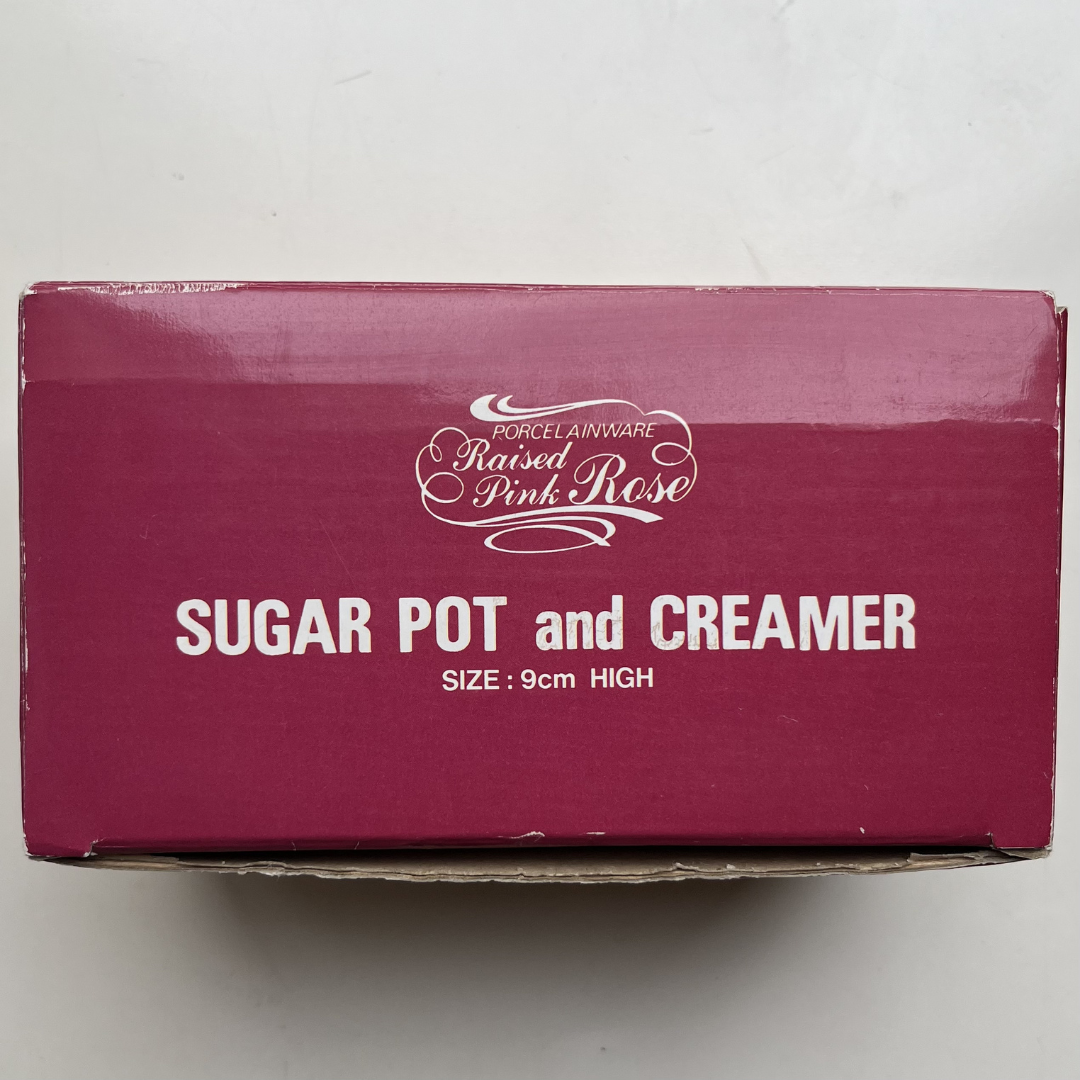 PORCELAINWARE
Raised
Pink Rose
SUGAR POT and CREAMER
SIZE : 9cm HIGH